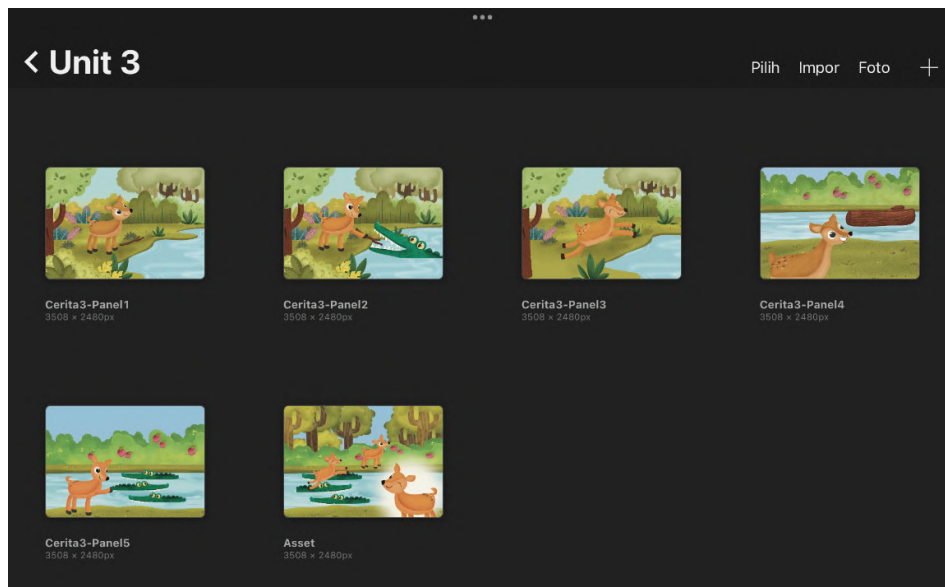 Unit 3
Pilih Impor Foto
Cerita3-Panel1
3508 × 2480px
Cerita3-Panel2
3508 × 2480px
Cerita3-Panel3
3508 × 2480px
Cerita3-Panel4
3508 × 2480px
Cerita3-Panel5
3508 × 2480px
Asset
3508 × 2480px